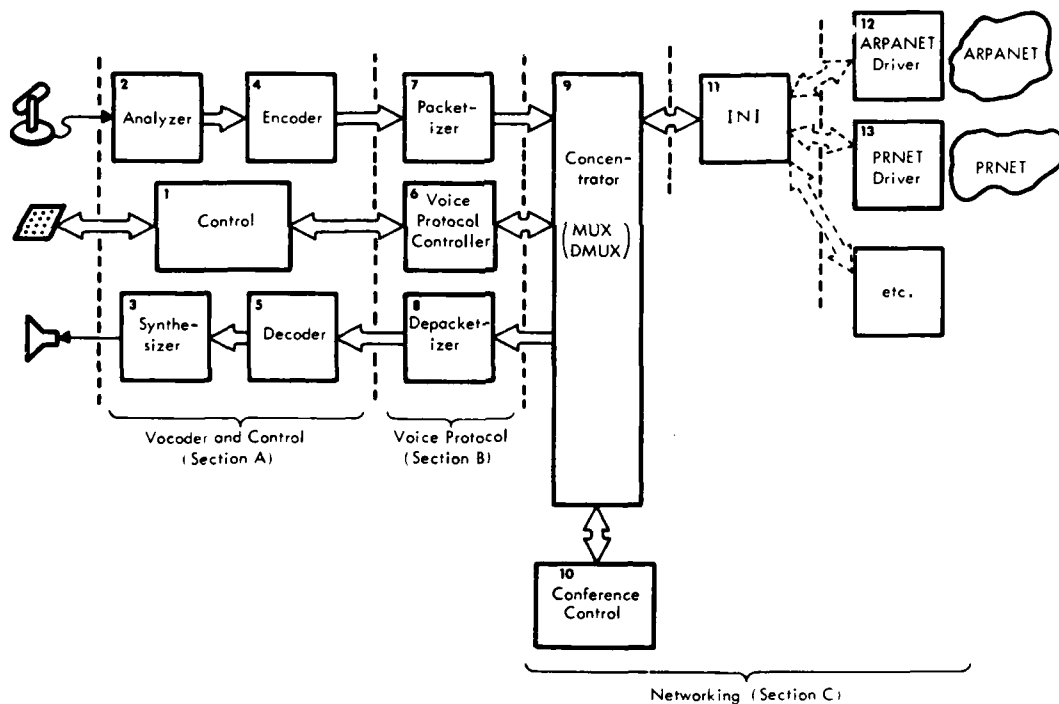 2
Analyzer
4
Encoder
7
Packet-
izer
9
Concen-
trator
(MUX
DMUX)
11
INI
12
ARPANET
Driver
ARPANET
13
PRNET
Driver
PRNET
etc.
1
Control
6
Voice
Protocol
Controller
3
Synthe-
sizer
5
Decoder
8
Depacket-
izer
Vocoder and Control
(Section A)
Voice Protocol
(Section B)
10
Conference
Control
Networking (Section C)